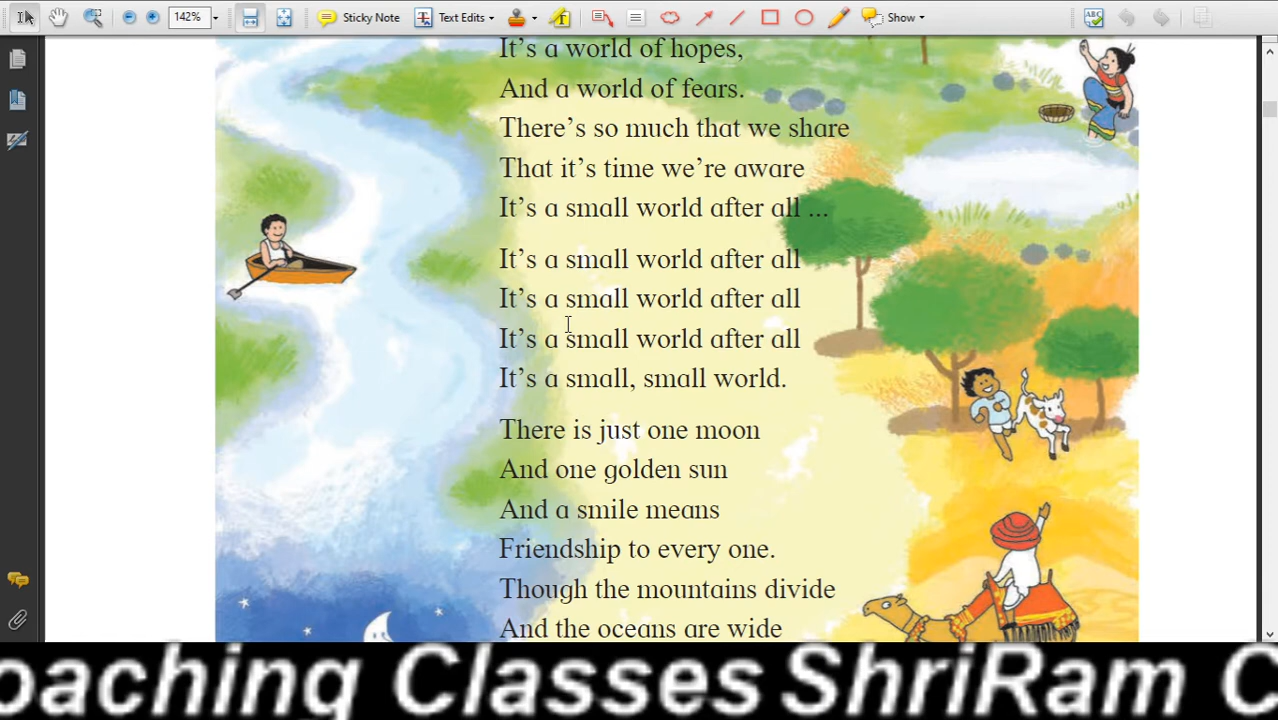 142% Sticky Note Text Edits Show
It's a world of hopes,
And a world of fears.
There's so much that we share
That it's time we're aware
It's a small world after all ...
It's a small world after all
It's a small world after all
It's a small world after all
It's a small, small world.
There is just one moon
And one golden sun
And a smile means
Friendship to every one.
Though the mountains divide
And the oceans are wide
oaching Classes ShriRam C